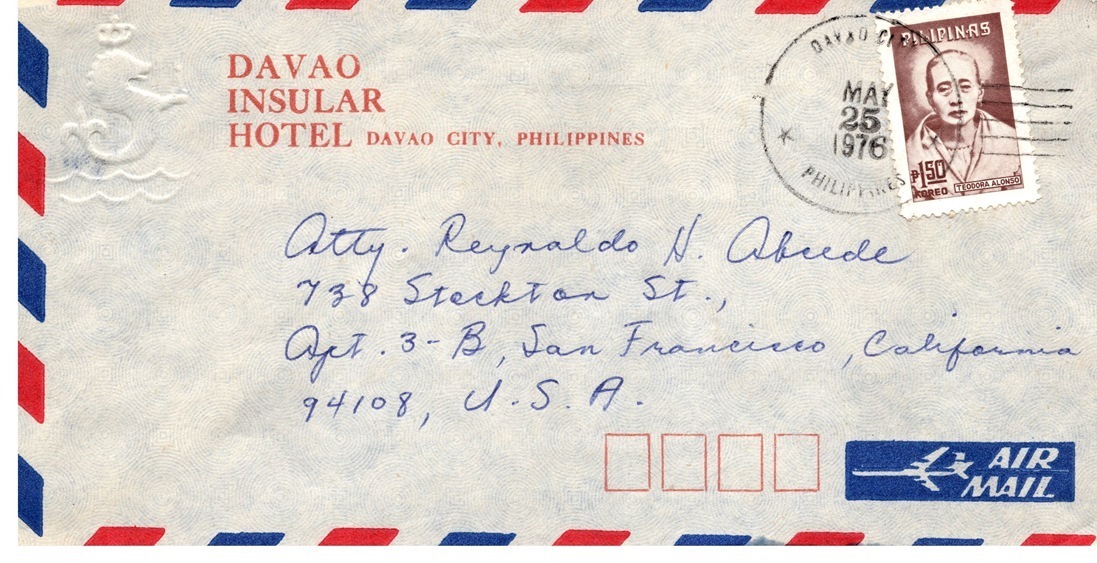 DAVAO
INSULAR
HOTEL DAVAO CITY, PHILIPPINES
DAVAO CITY
MAY
25
1976
PHILIPPINES
PILIPINAS
₱1.50
KOREO
TEODORA ALONSO
Atty. Reynaldo H. Abcede
738 Stockton St.,
Apt. 3-B, San Francisco, California
94108, U.S.A.
AIR
MAIL